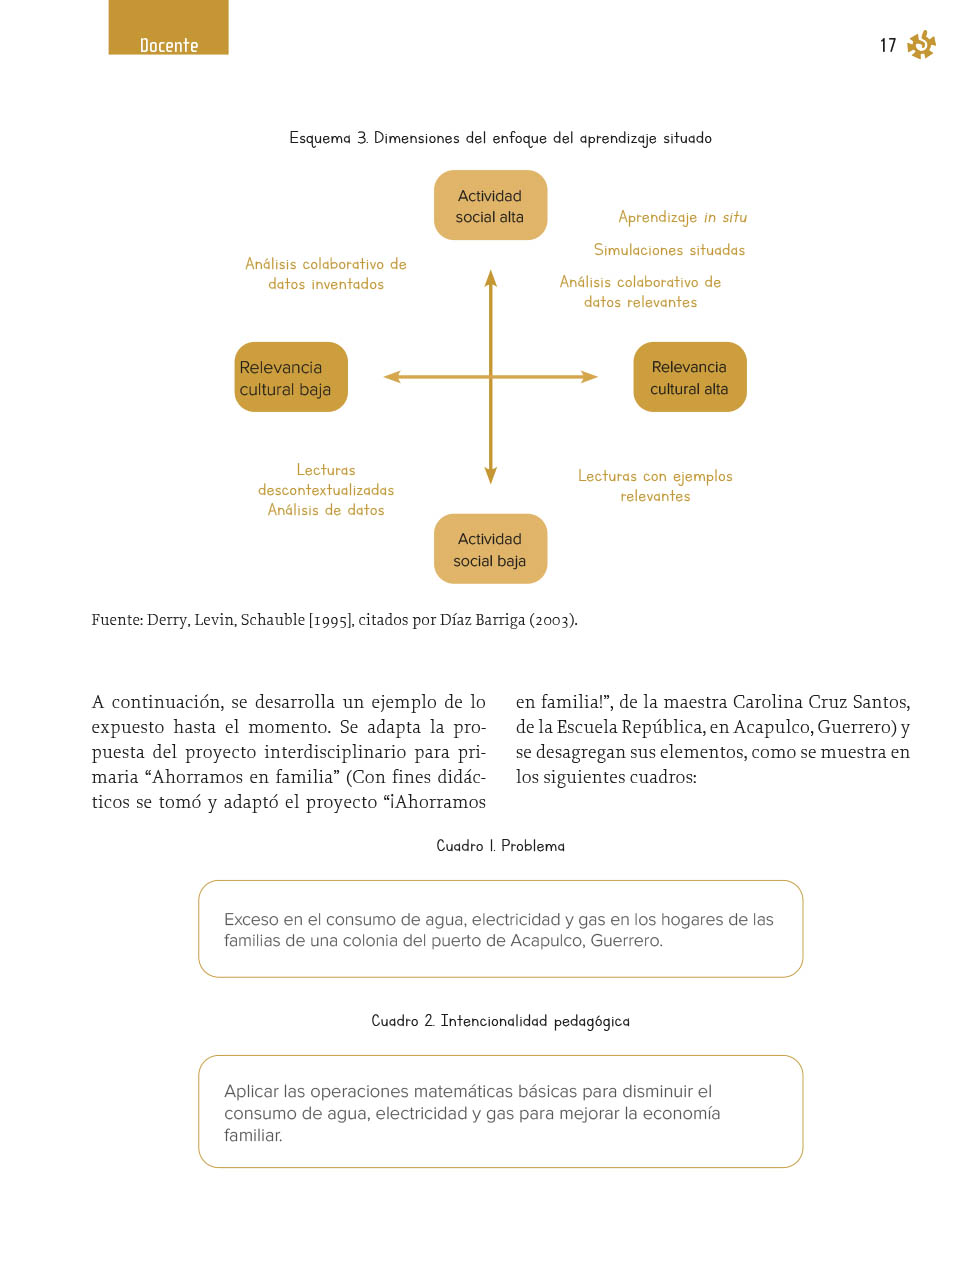 Docente
17
Esquema 3. Dimensiones del enfoque del aprendizaje situado
Actividad
social alta
Aprendizaje in situ
Simulaciones situadas
Análisis colaborativo de
datos inventados
Análisis colaborativo de
datos relevantes
Relevancia
cultural baja
Relevancia
cultural alta
Lecturas
descontextualizadas
Análisis de datos
Lecturas con ejemplos
relevantes
Actividad
social baja
Fuente: Derry, Levin, Schauble [1995], citados por Díaz Barriga (2003).
A continuación, se desarrolla un ejemplo de lo
expuesto hasta el momento. Se adapta la pro-
puesta del proyecto interdisciplinario para pri-
maria “Ahorramos en familia” (Con fines didác-
ticos se tomó y adaptó el proyecto “¡Ahorramos
en familia!”, de la maestra Carolina Cruz Santos,
de la Escuela República, en Acapulco, Guerrero) y
se desagregan sus elementos, como se muestra en
los siguientes cuadros:
Cuadro 1. Problema
Exceso en el consumo de agua, electricidad y gas en los hogares de las
familias de una colonia del puerto de Acapulco, Guerrero.
Cuadro 2. Intencionalidad pedagógica
Aplicar las operaciones matemáticas básicas para disminuir el
consumo de agua, electricidad y gas para mejorar la economía
familiar.